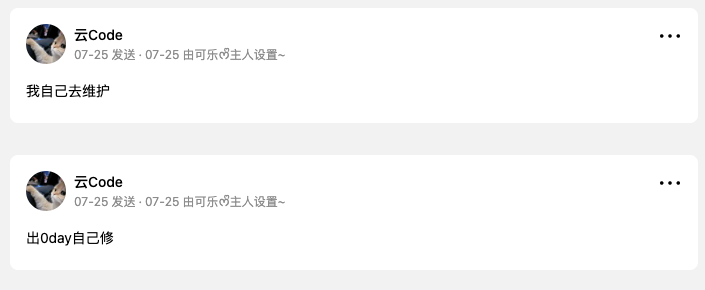 云Code
07-25 发送 · 07-25 由可乐ෆ⃛主人设置~
我自己去维护
云Code
07-25 发送 · 07-25 由可乐ෆ⃛主人设置~
出0day自己修